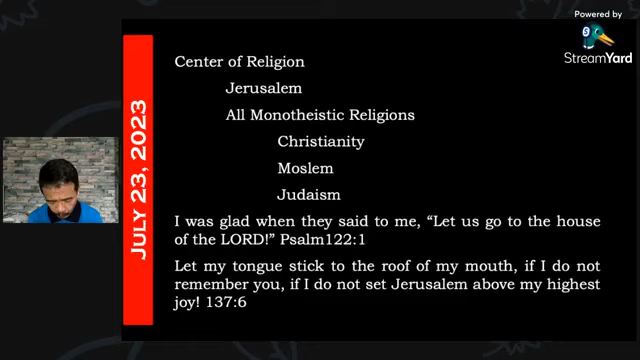 Powered by
StreamYard
JULY 23, 2023
Center of Religion
Jerusalem
All Monotheistic Religions
Christianity
Moslem
Judaism
I was glad when they said to me, “Let us go to the house
of the LORD!” Psalm122:1
Let my tongue stick to the roof of my mouth, if I do not
remember you, if I do not set Jerusalem above my highest
joy! 137:6